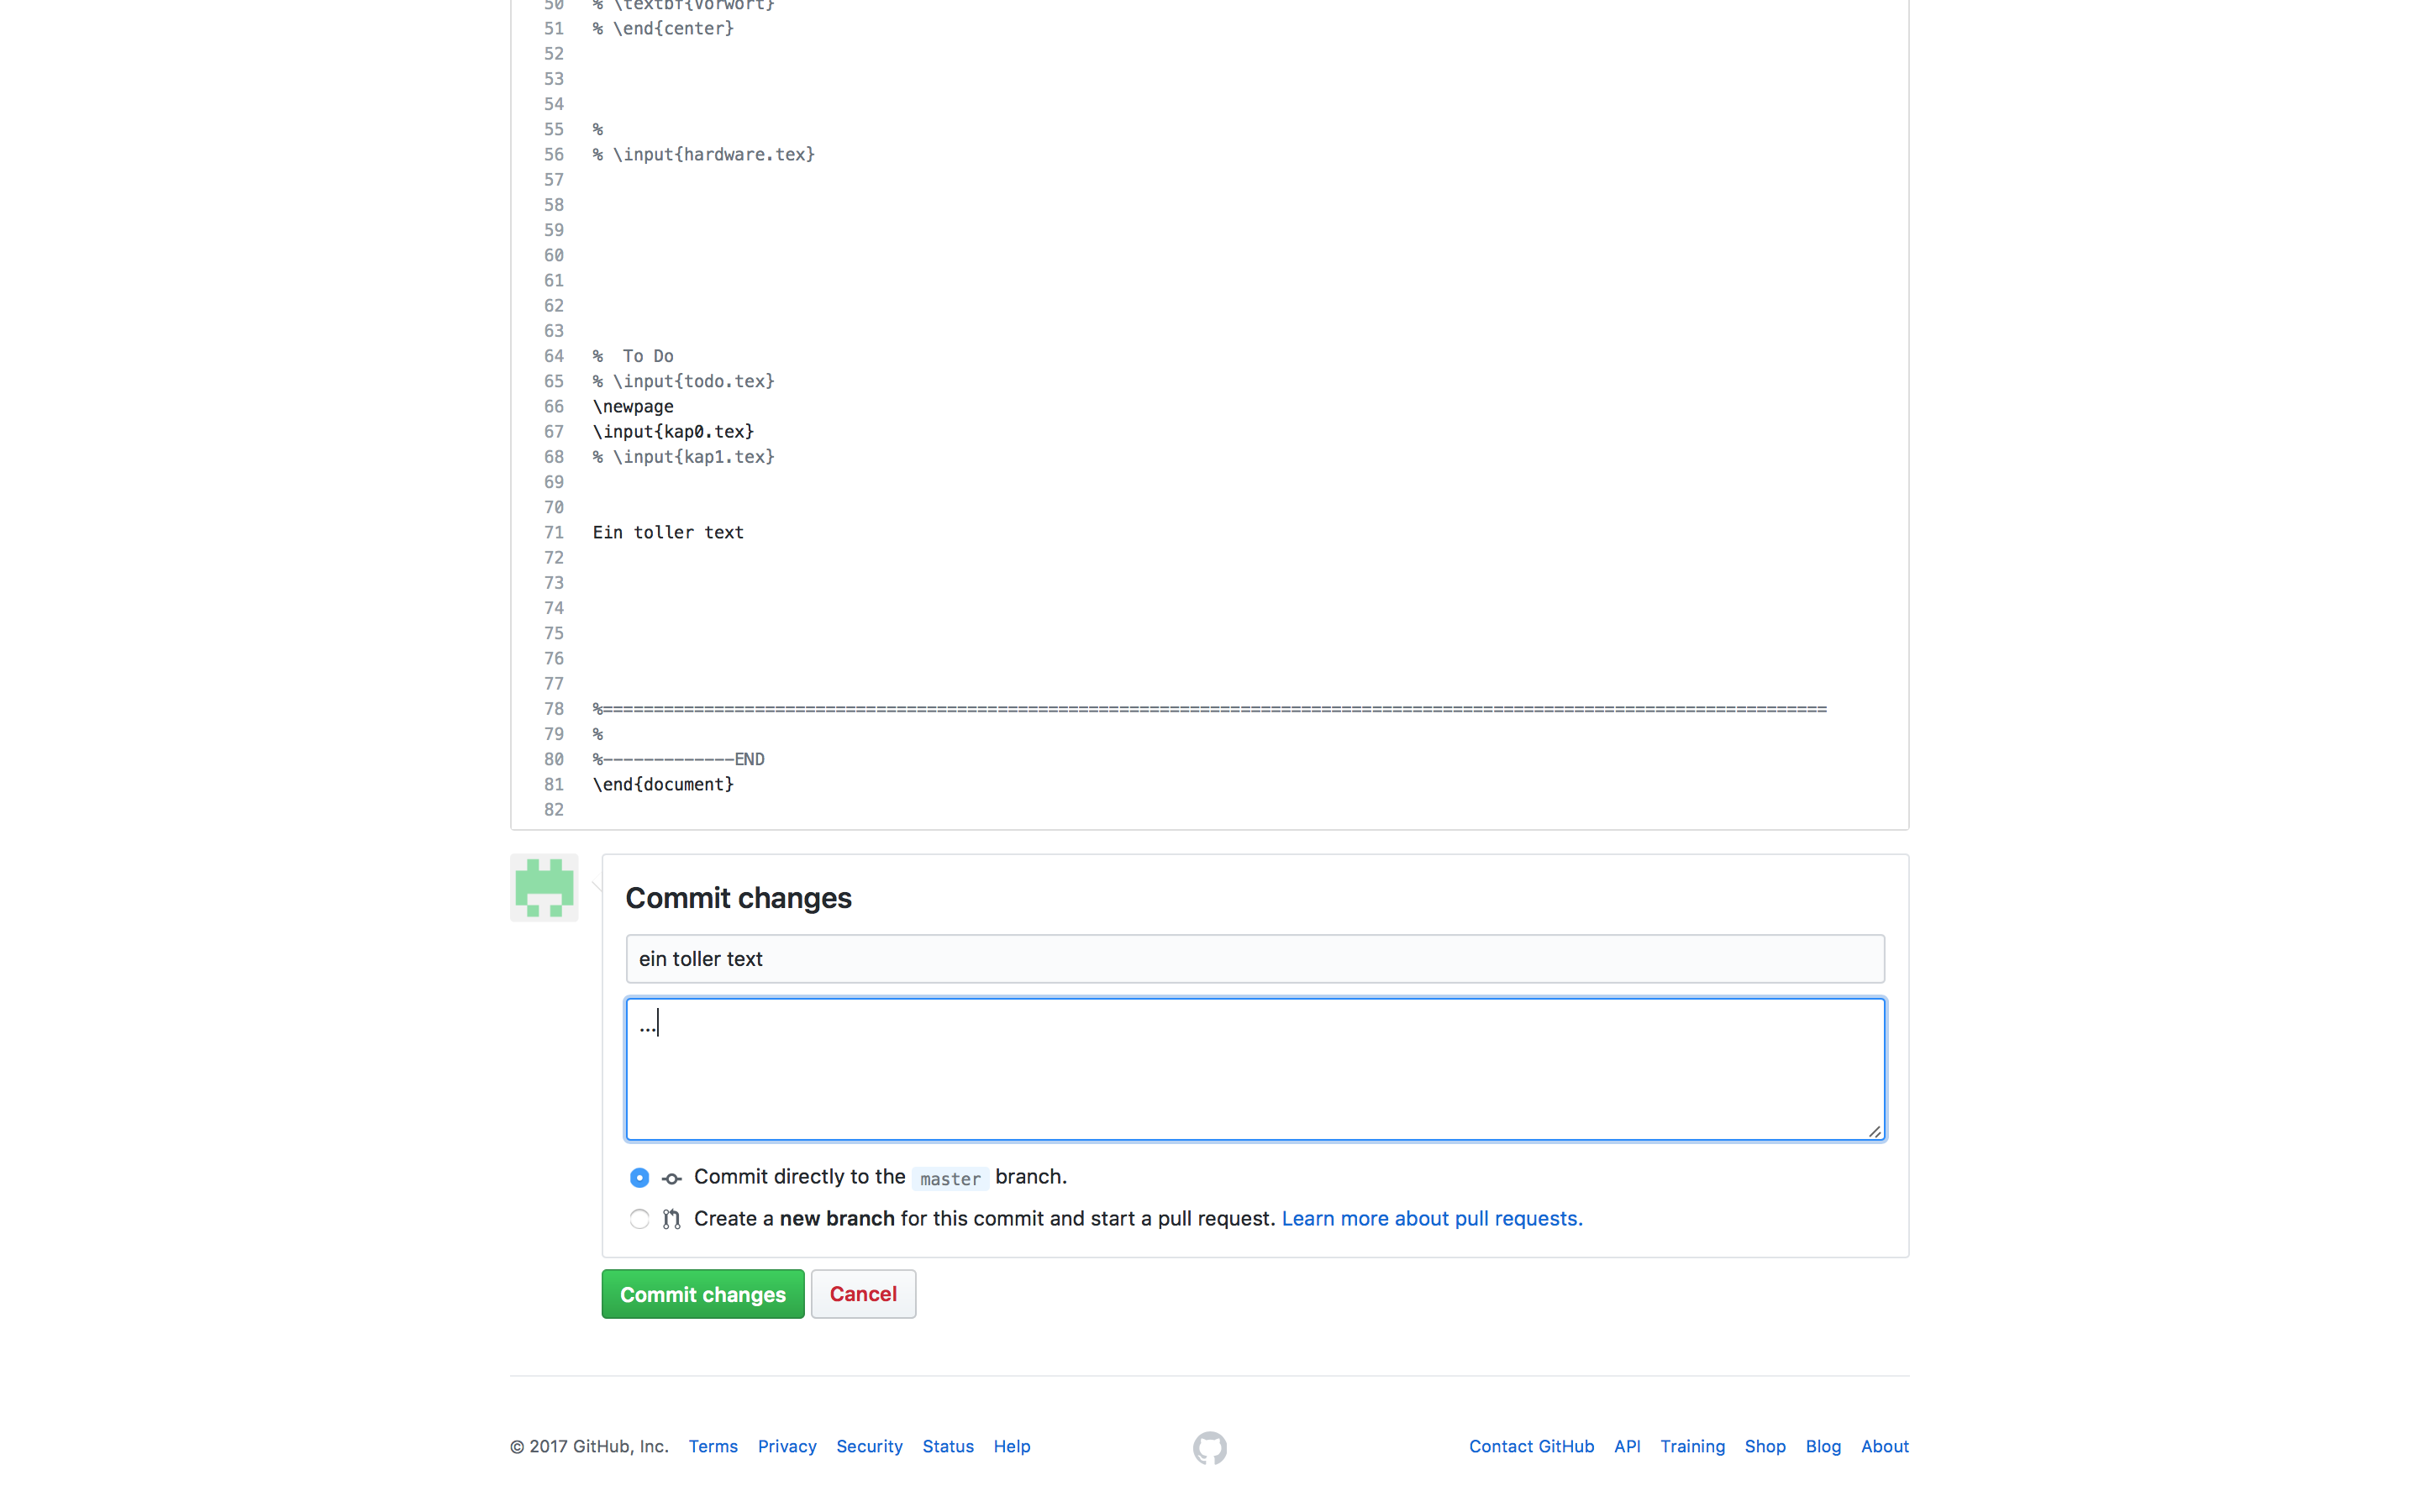 50 % \textbf{Vorwort}
51 % \end{center}
52
53
54
55 %
56 % \input{hardware.tex}
57
58
59
60
61
62
63
64 %  To Do
65 % \input{todo.tex}
66 \newpage
67 \input{kap0.tex}
68 % \input{kap1.tex}
69
70
71 Ein toller text
72
73
74
75
76
77
78 %=========================================================================================================================
79 %
80 %-------------END
81 \end{document}
82
Commit changes
ein toller text
...
Commit directly to the master branch.
Create a new branch for this commit and start a pull request. Learn more about pull requests.
Commit changes Cancel
© 2017 GitHub, Inc. Terms Privacy Security Status Help Contact GitHub API Training Shop Blog About